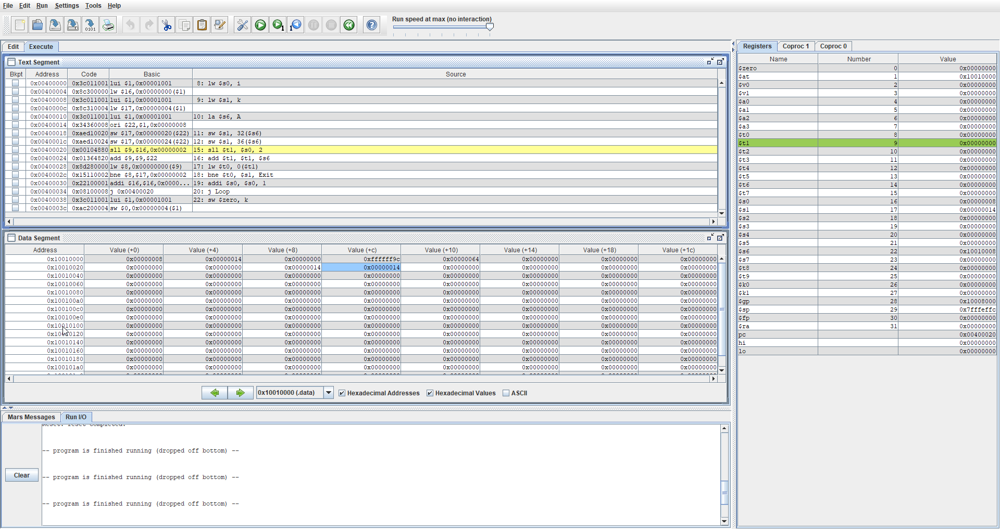 File Edit Run Settings Tools Help
Run speed at max (no interaction)
Edit Execute
Text Segment
Bkpt Address Code Basic Source
0x00400000 0x3c011001 lui $1,0x00001001 8: lw $s0, i
0x00400004 0x8c300000 lw $16,0x00000000($1)
0x00400008 0x3c011001 lui $1,0x00001001 9: lw $s1, k
0x0040000c 0x8c310004 lw $17,0x00000004($1)
0x00400010 0x3c011001 lui $1,0x00001001 10: la $s6, A
0x00400014 0x34360008 ori $22,$1,0x00000008
0x00400018 0xaed10020 sw $17,0x00000020($22) 11: sw $s1, 32($s6)
0x0040001c 0xaed10024 sw $17,0x00000024($22) 12: sw $s1, 36($s6)
0x00400020 0x00104880 sll $9,$16,0x00000002 15: sll $t1, $s0, 2
0x00400024 0x01364820 add $9,$9,$22 16: add $t1, $t1, $s6
0x00400028 0x8d280000 lw $8,0x00000000($9) 17: lw $t0, 0($t1)
0x0040002c 0x15110002 bne $8,$17,0x00000002 18: bne $t0, $s1, Exit
0x00400030 0x22100001 addi $16,$16,0x0000... 19: addi $s0, $s0, 1
0x00400034 0x08100008 j 0x00400020 20: j Loop
0x00400038 0x3c011001 lui $1,0x00001001 22: sw $zero, k
0x0040003c 0xac200004 sw $0,0x00000004($1)
Data Segment
Address Value (+0) Value (+4) Value (+8) Value (+c) Value (+10) Value (+14) Value (+18) Value (+1c)
0x10010000 0x00000008 0x00000014 0x00000000 0xffffff9c 0x00000064 0x00000000 0x00000000 0x00000000
0x10010020 0x00000000 0x00000000 0x00000014 0x00000014 0x00000000 0x00000000 0x00000000 0x00000000
0x10010040 0x00000000 0x00000000 0x00000000 0x00000000 0x00000000 0x00000000 0x00000000 0x00000000
0x10010060 0x00000000 0x00000000 0x00000000 0x00000000 0x00000000 0x00000000 0x00000000 0x00000000
0x10010080 0x00000000 0x00000000 0x00000000 0x00000000 0x00000000 0x00000000 0x00000000 0x00000000
0x100100a0 0x00000000 0x00000000 0x00000000 0x00000000 0x00000000 0x00000000 0x00000000 0x00000000
0x100100c0 0x00000000 0x00000000 0x00000000 0x00000000 0x00000000 0x00000000 0x00000000 0x00000000
0x100100e0 0x00000000 0x00000000 0x00000000 0x00000000 0x00000000 0x00000000 0x00000000 0x00000000
0x10010100 0x00000000 0x00000000 0x00000000 0x00000000 0x00000000 0x00000000 0x00000000 0x00000000
0x10010120 0x00000000 0x00000000 0x00000000 0x00000000 0x00000000 0x00000000 0x00000000 0x00000000
0x10010140 0x00000000 0x00000000 0x00000000 0x00000000 0x00000000 0x00000000 0x00000000 0x00000000
0x10010160 0x00000000 0x00000000 0x00000000 0x00000000 0x00000000 0x00000000 0x00000000 0x00000000
0x10010180 0x00000000 0x00000000 0x00000000 0x00000000 0x00000000 0x00000000 0x00000000 0x00000000
0x100101a0 0x00000000 0x00000000 0x00000000 0x00000000 0x00000000 0x00000000 0x00000000 0x00000000
0x10010000 (.data) Hexadecimal Addresses Hexadecimal Values ASCII
Mars Messages Run I/O
Reset: reset completed.
-- program is finished running (dropped off bottom) --
-- program is finished running (dropped off bottom) --
-- program is finished running (dropped off bottom) --
Clear
Registers Coproc 1 Coproc 0
Name Number Value
$zero 0 0x00000000
$at 1 0x10010000
$v0 2 0x00000000
$v1 3 0x00000000
$a0 4 0x00000000
$a1 5 0x00000000
$a2 6 0x00000000
$a3 7 0x00000000
$t0 8 0x00000000
$t1 9 0x00000000
$t2 10 0x00000000
$t3 11 0x00000000
$t4 12 0x00000000
$t5 13 0x00000000
$t6 14 0x00000000
$t7 15 0x00000000
$s0 16 0x00000008
$s1 17 0x00000014
$s2 18 0x00000000
$s3 19 0x00000000
$s4 20 0x00000000
$s5 21 0x00000000
$s6 22 0x10010008
$s7 23 0x00000000
$t8 24 0x00000000
$t9 25 0x00000000
$k0 26 0x00000000
$k1 27 0x00000000
$gp 28 0x10008000
$sp 29 0x7fffeffc
$fp 30 0x00000000
$ra 31 0x00000000
pc 0x00400020
hi 0x00000000
lo 0x00000000